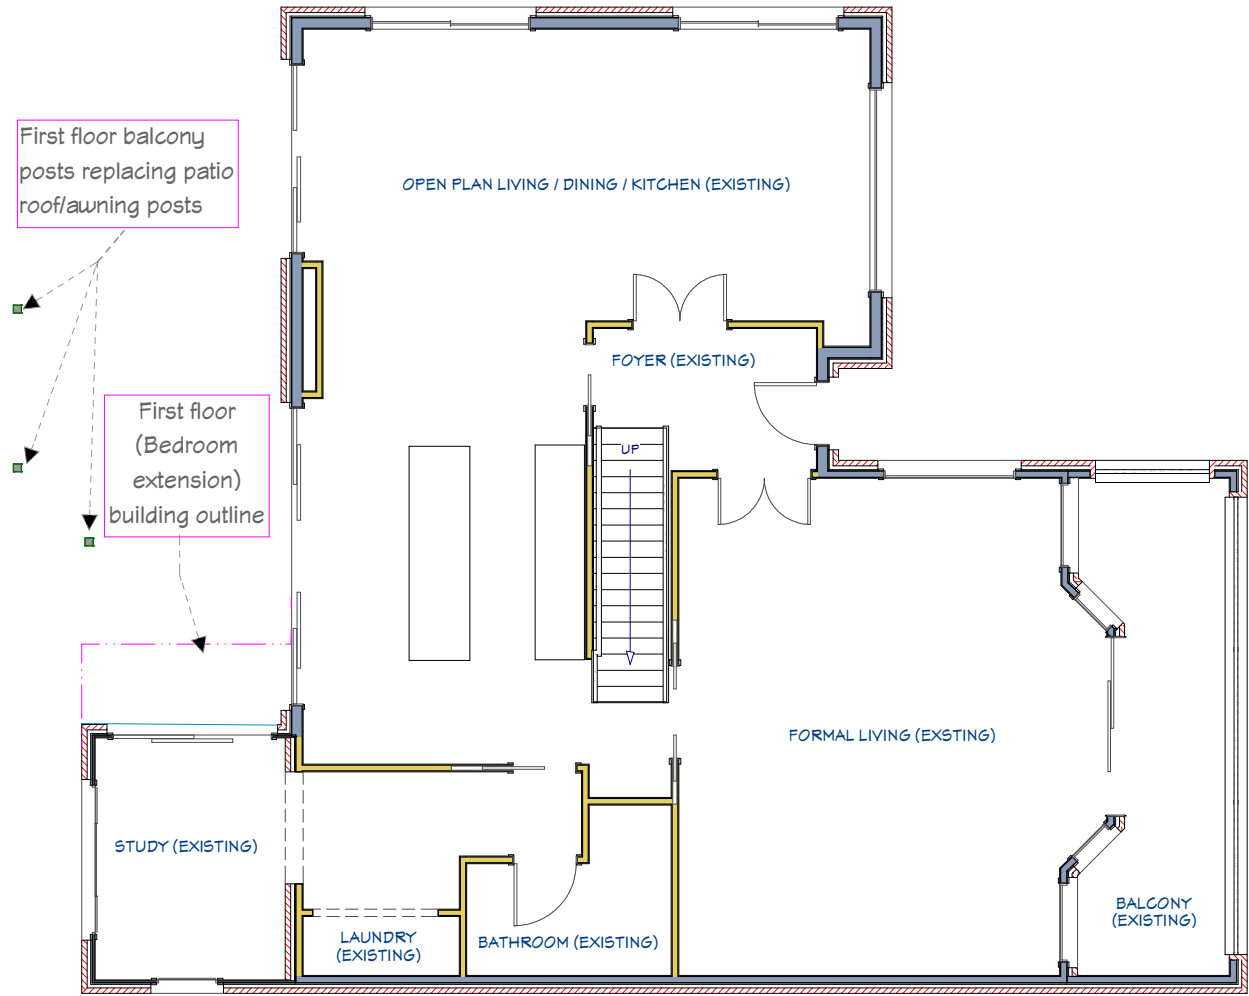 First floor balcony
posts replacing patio
roof/awning posts
OPEN PLAN LIVING / DINING / KITCHEN (EXISTING)
FOYER (EXISTING)
First floor
(Bedroom
extension)
building outline
UP
FORMAL LIVING (EXSTING)
STUDY (EXISTING)
LAUNDRY
(EXISTING)
BATHROOM (EXISTING)
BALCONY
(EXISTING)